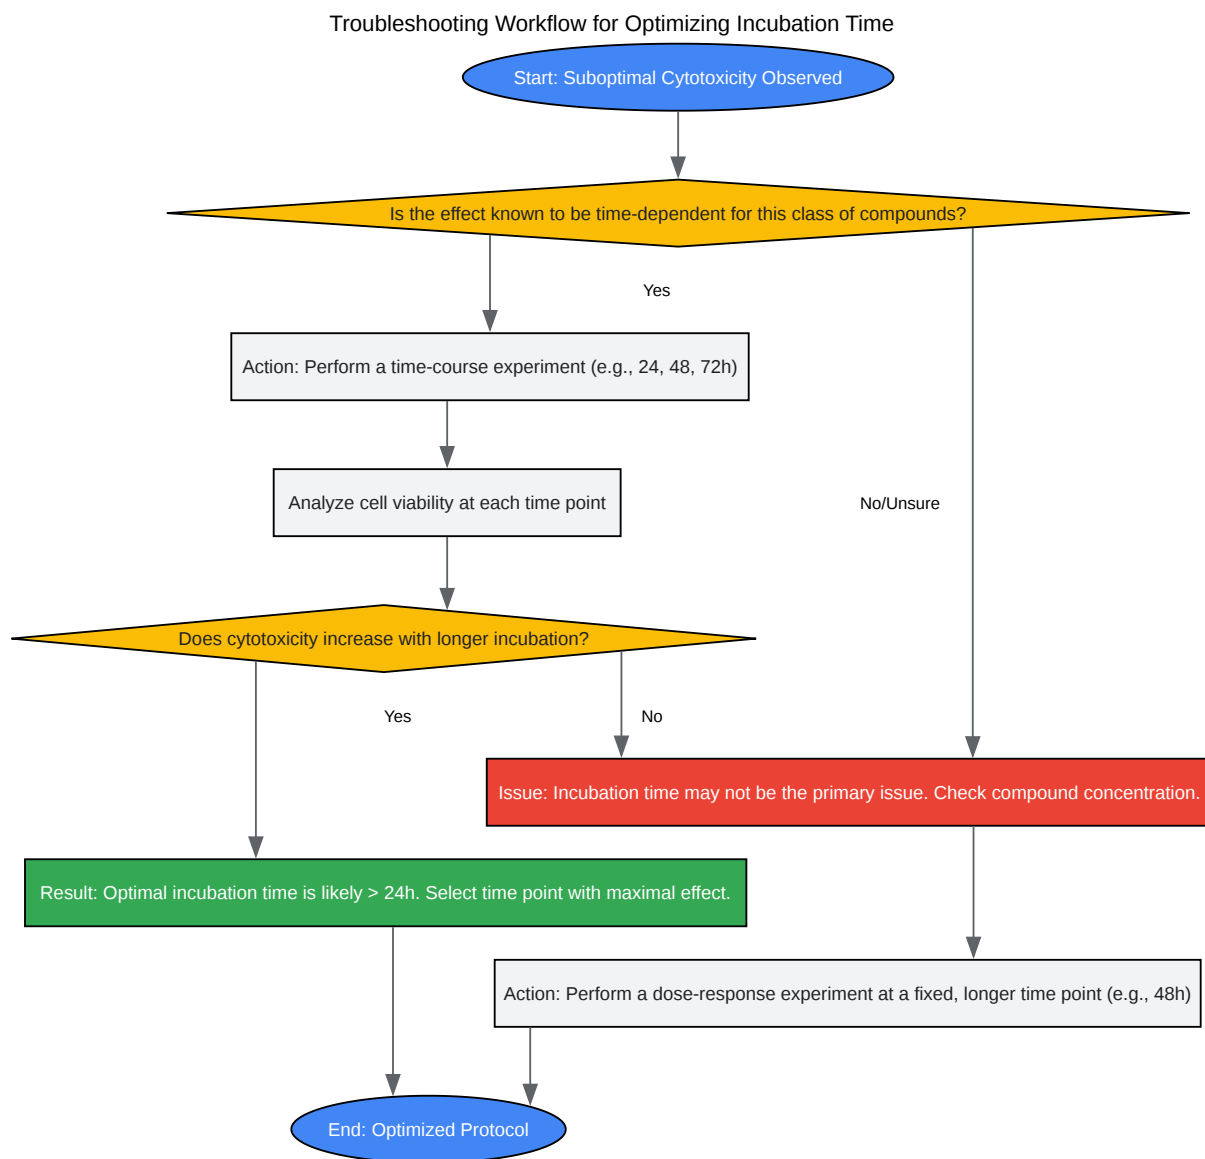 Troubleshooting Workflow for Optimizing Incubation Time
Start: Suboptimal Cytotoxicity Observed
Is the effect known to be time-dependent for this class of compounds?
Yes
Action: Perform a time-course experiment (e.g., 24, 48, 72h)
Analyze cell viability at each time point
No/Unsure
Does cytotoxicity increase with longer incubation?
Yes
No
Issue: Incubation time may not be the primary issue. Check compound concentration.
Result: Optimal incubation time is likely > 24h. Select time point with maximal effect.
Action: Perform a dose-response experiment at a fixed, longer time point (e.g., 48h)
End: Optimized Protocol